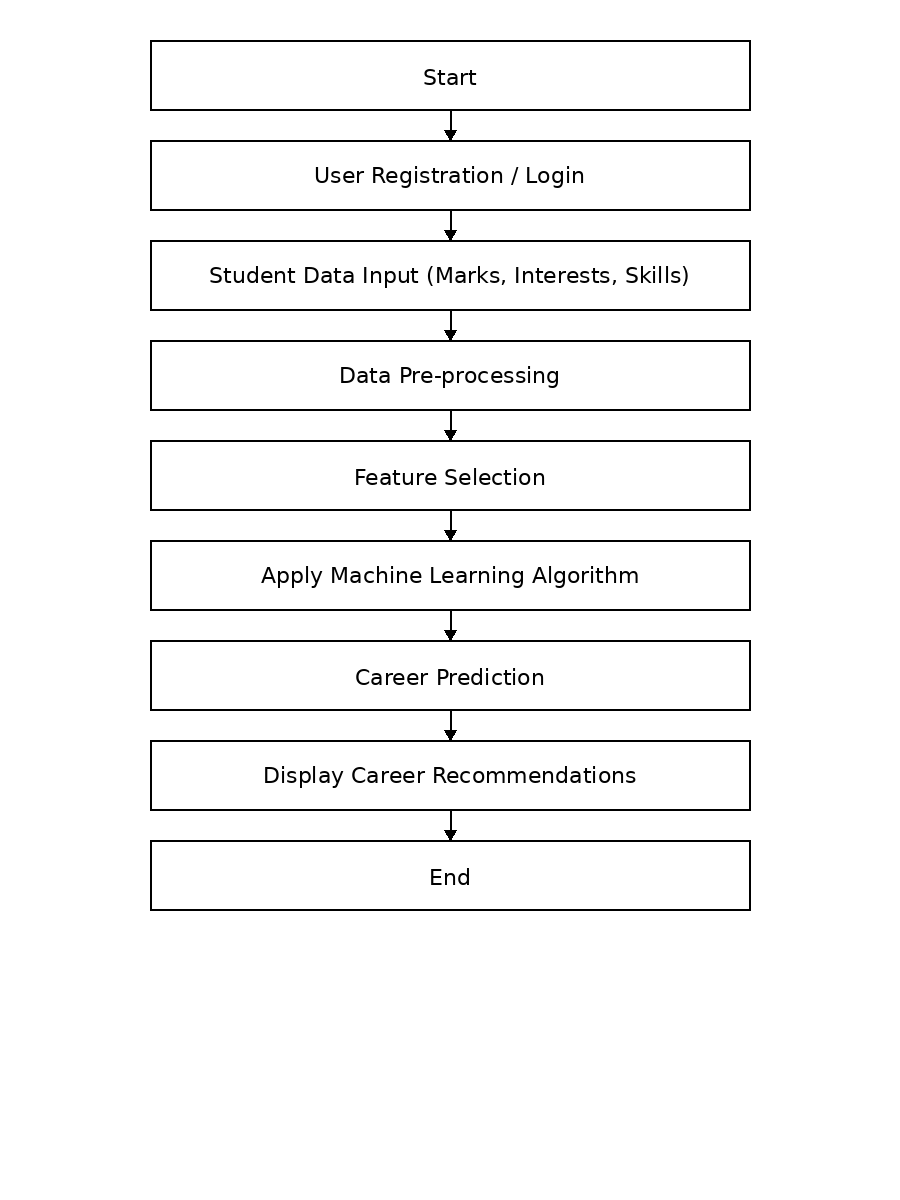 Start
User Registration / Login
Student Data Input (Marks, Interests, Skills)
Data Pre-processing
Feature Selection
Apply Machine Learning Algorithm
Career Prediction
Display Career Recommendations
End